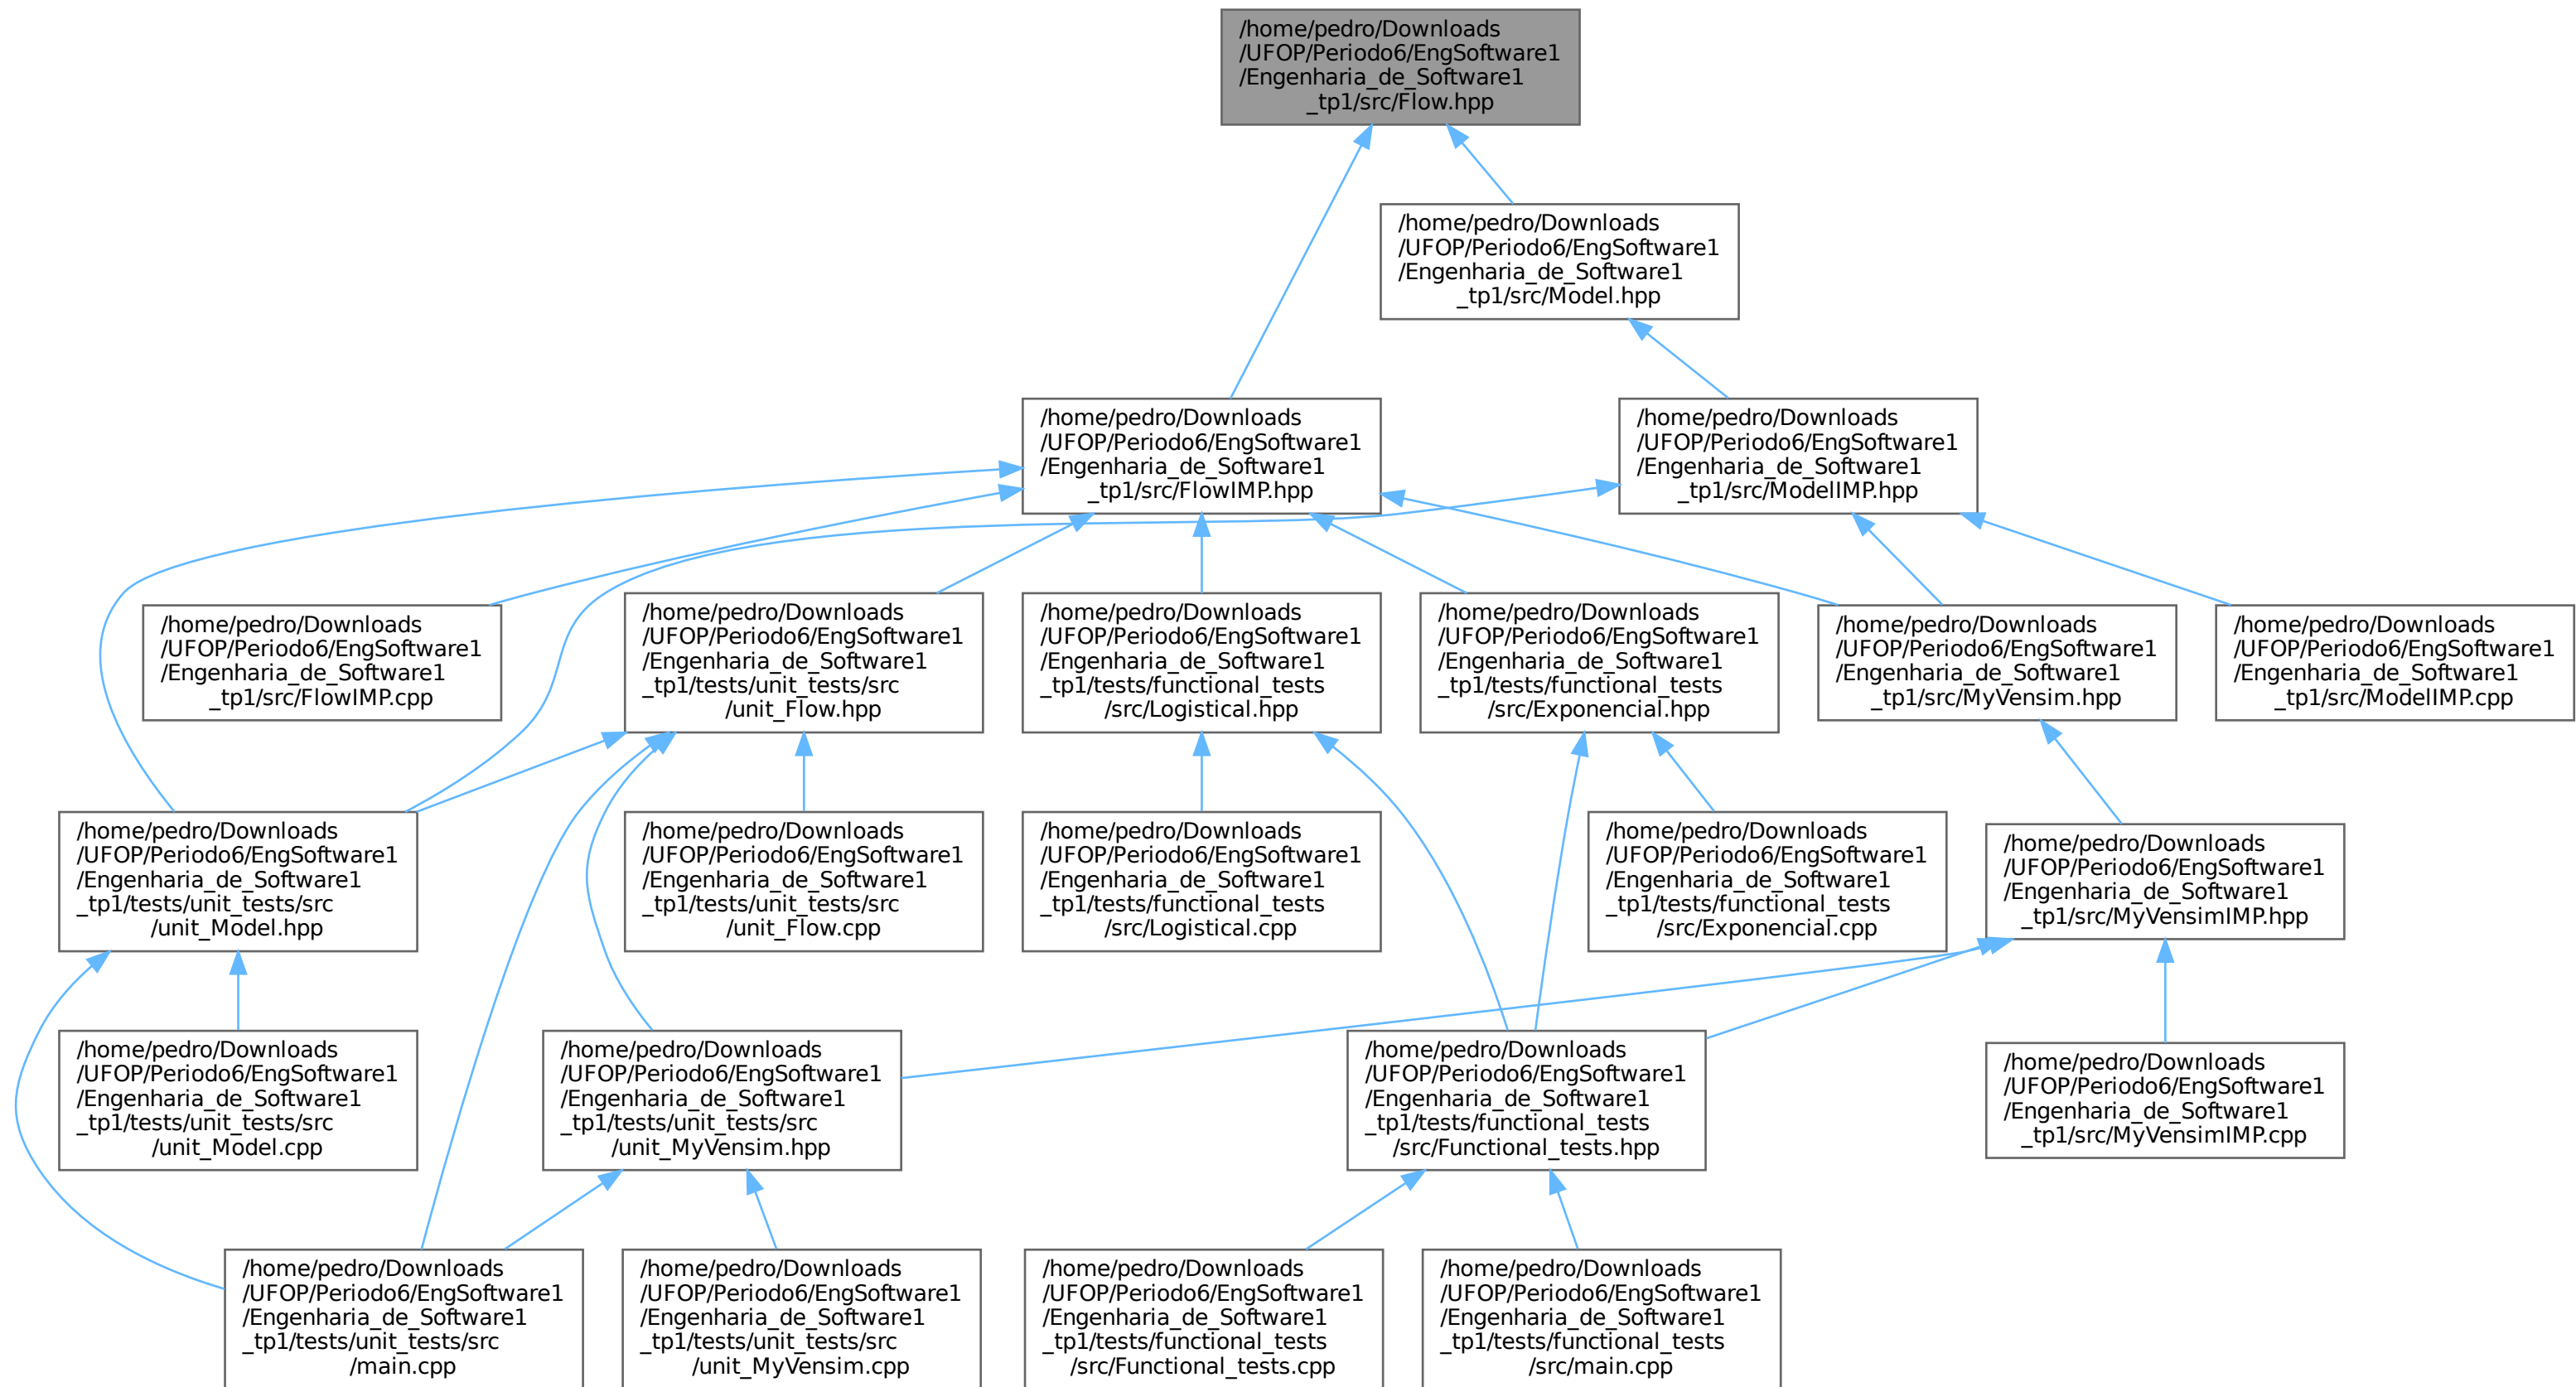 /home/pedro/Downloads
/UFOP/Periodo6/EngSoftware1
/Engenharia_de_Software1
_tp1/src/Flow.hpp
/home/pedro/Downloads
/UFOP/Periodo6/EngSoftware1
/Engenharia_de_Software1
_tp1/src/Model.hpp
/home/pedro/Downloads
/UFOP/Periodo6/EngSoftware1
/Engenharia_de_Software1
_tp1/src/FlowIMP.hpp
/home/pedro/Downloads
/UFOP/Periodo6/EngSoftware1
/Engenharia_de_Software1
_tp1/src/ModelIMP.hpp
/home/pedro/Downloads
/UFOP/Periodo6/EngSoftware1
/Engenharia_de_Software1
_tp1/src/FlowIMP.cpp
/home/pedro/Downloads
/UFOP/Periodo6/EngSoftware1
/Engenharia_de_Software1
_tp1/tests/unit_tests/src
/unit_Flow.hpp
/home/pedro/Downloads
/UFOP/Periodo6/EngSoftware1
/Engenharia_de_Software1
_tp1/tests/functional_tests
/src/Logistical.hpp
/home/pedro/Downloads
/UFOP/Periodo6/EngSoftware1
/Engenharia_de_Software1
_tp1/tests/functional_tests
/src/Exponencial.hpp
/home/pedro/Downloads
/UFOP/Periodo6/EngSoftware1
/Engenharia_de_Software1
_tp1/src/MyVensim.hpp
/home/pedro/Downloads
/UFOP/Periodo6/EngSoftware1
/Engenharia_de_Software1
_tp1/src/ModelIMP.cpp
/home/pedro/Downloads
/UFOP/Periodo6/EngSoftware1
/Engenharia_de_Software1
_tp1/tests/unit_tests/src
/unit_Model.hpp
/home/pedro/Downloads
/UFOP/Periodo6/EngSoftware1
/Engenharia_de_Software1
_tp1/tests/unit_tests/src
/unit_Flow.cpp
/home/pedro/Downloads
/UFOP/Periodo6/EngSoftware1
/Engenharia_de_Software1
_tp1/tests/functional_tests
/src/Logistical.cpp
/home/pedro/Downloads
/UFOP/Periodo6/EngSoftware1
/Engenharia_de_Software1
_tp1/tests/functional_tests
/src/Exponencial.cpp
/home/pedro/Downloads
/UFOP/Periodo6/EngSoftware1
/Engenharia_de_Software1
_tp1/src/MyVensimIMP.hpp
/home/pedro/Downloads
/UFOP/Periodo6/EngSoftware1
/Engenharia_de_Software1
_tp1/tests/unit_tests/src
/unit_Model.cpp
/home/pedro/Downloads
/UFOP/Periodo6/EngSoftware1
/Engenharia_de_Software1
_tp1/tests/unit_tests/src
/unit_MyVensim.hpp
/home/pedro/Downloads
/UFOP/Periodo6/EngSoftware1
/Engenharia_de_Software1
_tp1/tests/functional_tests
/src/Functional_tests.hpp
/home/pedro/Downloads
/UFOP/Periodo6/EngSoftware1
/Engenharia_de_Software1
_tp1/src/MyVensimIMP.cpp
/home/pedro/Downloads
/UFOP/Periodo6/EngSoftware1
/Engenharia_de_Software1
_tp1/tests/unit_tests/src
/main.cpp
/home/pedro/Downloads
/UFOP/Periodo6/EngSoftware1
/Engenharia_de_Software1
_tp1/tests/unit_tests/src
/unit_MyVensim.cpp
/home/pedro/Downloads
/UFOP/Periodo6/EngSoftware1
/Engenharia_de_Software1
_tp1/tests/functional_tests
/src/Functional_tests.cpp
/home/pedro/Downloads
/UFOP/Periodo6/EngSoftware1
/Engenharia_de_Software1
_tp1/tests/functional_tests
/src/main.cpp